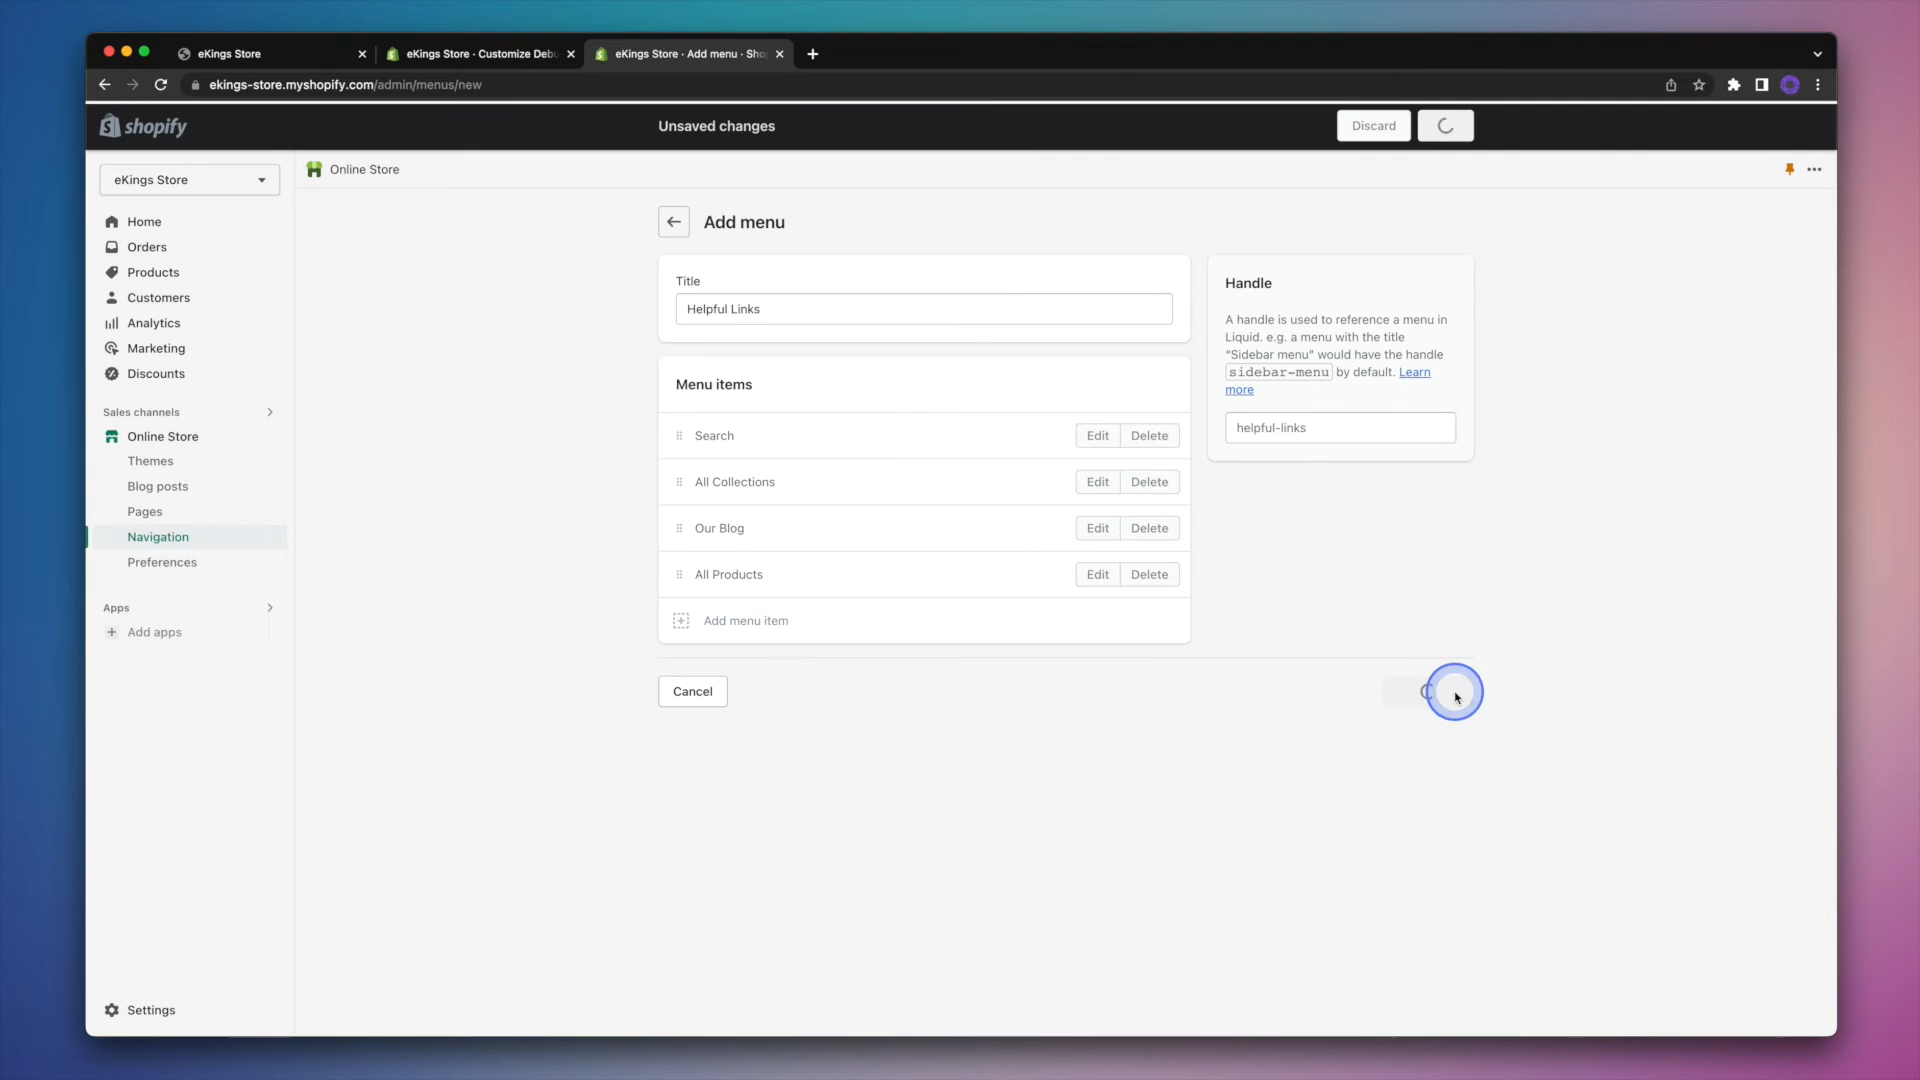 eKings Store
eKings Store · Customize Deb
eKings Store · Add menu · Sho
ekings-store.myshopify.com/admin/menus/new
shopify
Unsaved changes
Discard
eKings Store
Online Store
Home
Orders
Products
Customers
Analytics
Marketing
Discounts
Sales channels
Online Store
Themes
Blog posts
Pages
Navigation
Preferences
Apps
Add apps
Settings
Add menu
Title
Helpful Links
Menu items
Search
Edit
Delete
All Collections
Edit
Delete
Our Blog
Edit
Delete
All Products
Edit
Delete
Add menu item
Cancel
Handle
A handle is used to reference a menu in
Liquid. e.g. a menu with the title
“Sidebar menu” would have the handle
sidebar-menu by default. Learn
more
helpful-links